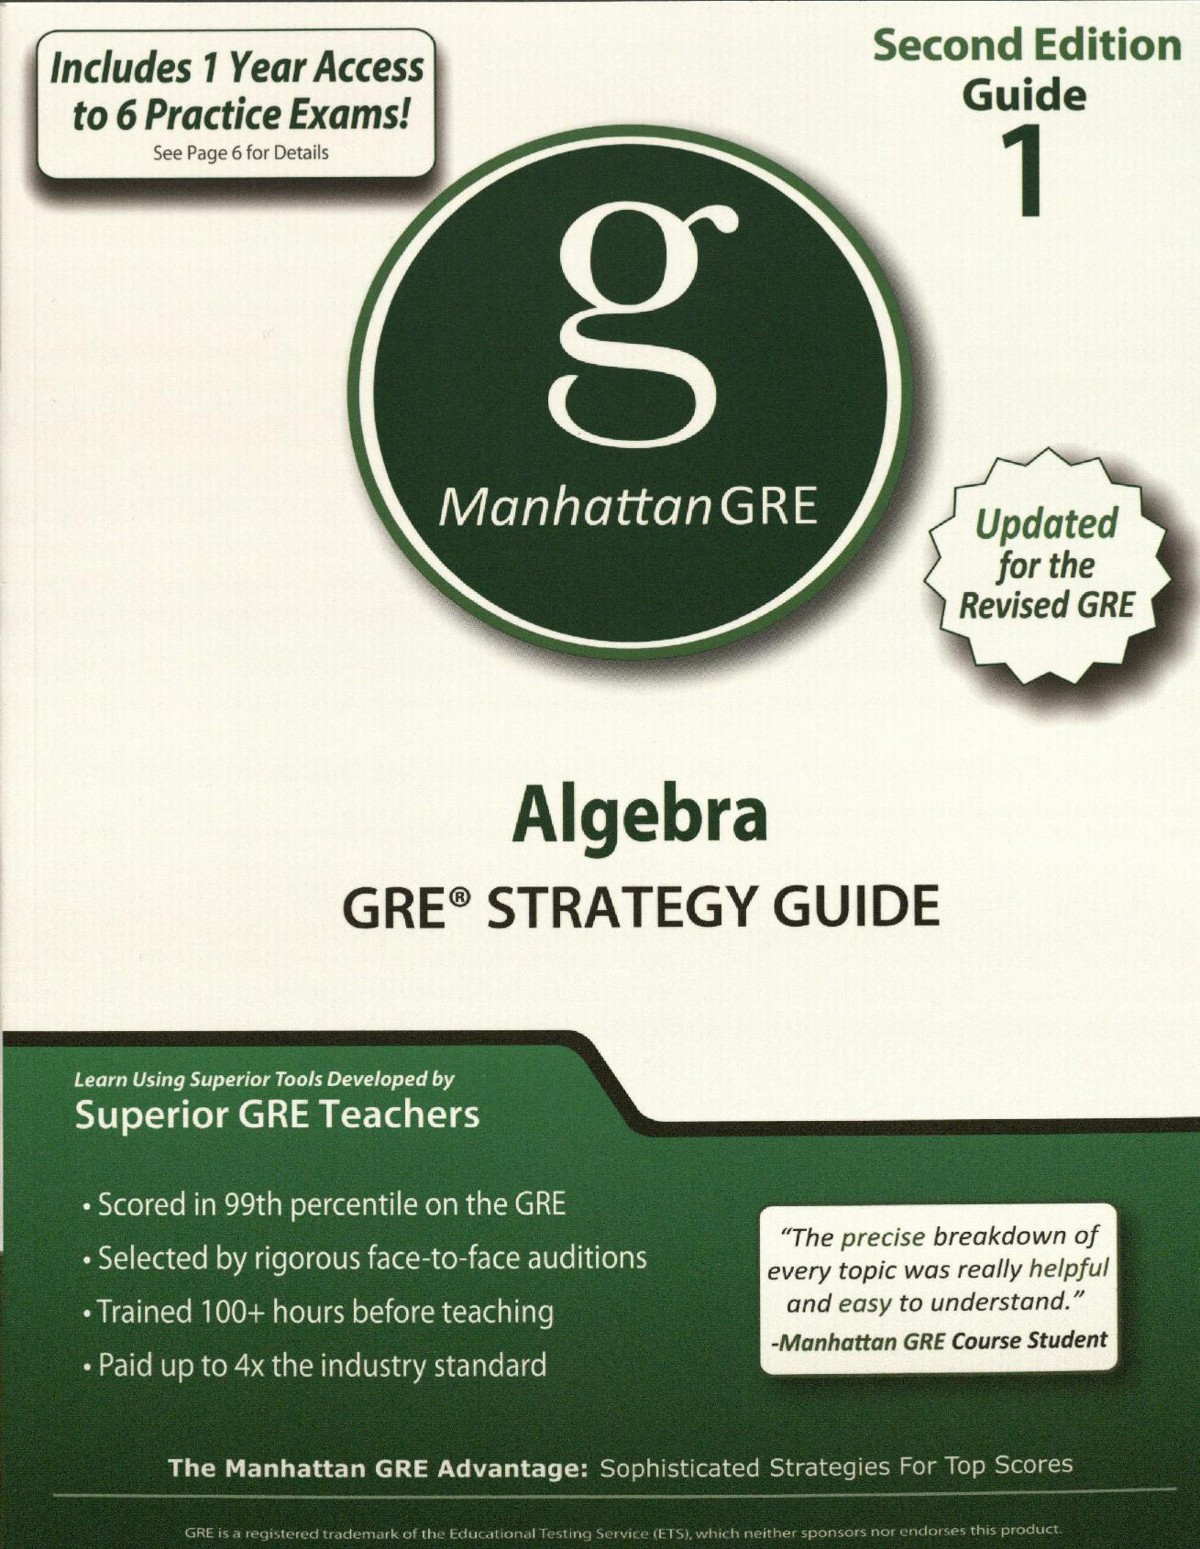 Includes 1 Year Access
to 6 Practice Exams!
See Page 6 for Details
Second Edition
Guide
1
g
ManhattanGRE
Updated
for the
Revised GRE
Algebra
GRE® STRATEGY GUIDE
Learn Using Superior Tools Developed by
Superior GRE Teachers
• Scored in 99th percentile on the GRE
• Selected by rigorous face-to-face auditions
• Trained 100+ hours before teaching
• Paid up to 4x the industry standard
“The precise breakdown of
every topic was really helpful
and easy to understand.”
-Manhattan GRE Course Student
The Manhattan GRE Advantage: Sophisticated Strategies For Top Scores
GRE is a registered trademark of the Educational Testing Service (ETS), which neither sponsors nor endorses this product.